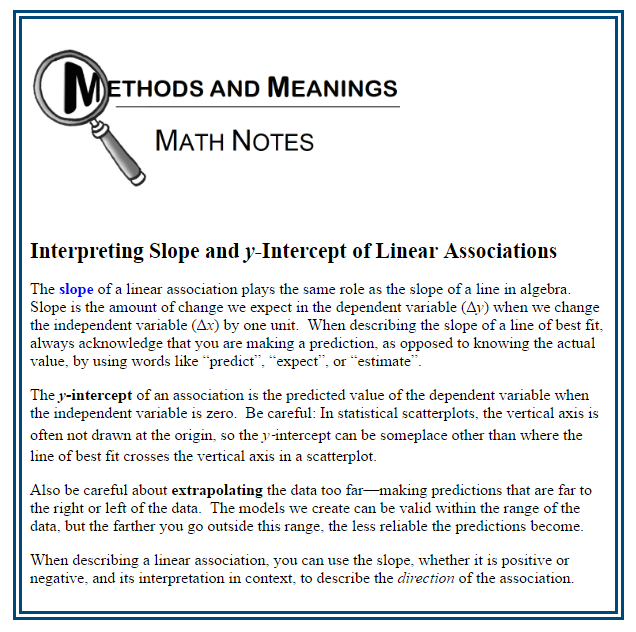 METHODS AND MEANINGS
MATH NOTES
Interpreting Slope and y-Intercept of Linear Associations
The slope of a linear association plays the same role as the slope of a line in algebra.
Slope is the amount of change we expect in the dependent variable (Δy) when we change
the independent variable (Δx) by one unit. When describing the slope of a line of best fit,
always acknowledge that you are making a prediction, as opposed to knowing the actual
value, by using words like “predict”, “expect”, or “estimate”.
The y-intercept of an association is the predicted value of the dependent variable when
the independent variable is zero. Be careful: In statistical scatterplots, the vertical axis is
often not drawn at the origin, so the y-intercept can be someplace other than where the
line of best fit crosses the vertical axis in a scatterplot.
Also be careful about extrapolating the data too far—making predictions that are far to
the right or left of the data. The models we create can be valid within the range of the
data, but the farther you go outside this range, the less reliable the predictions become.
When describing a linear association, you can use the slope, whether it is positive or
negative, and its interpretation in context, to describe the direction of the association.